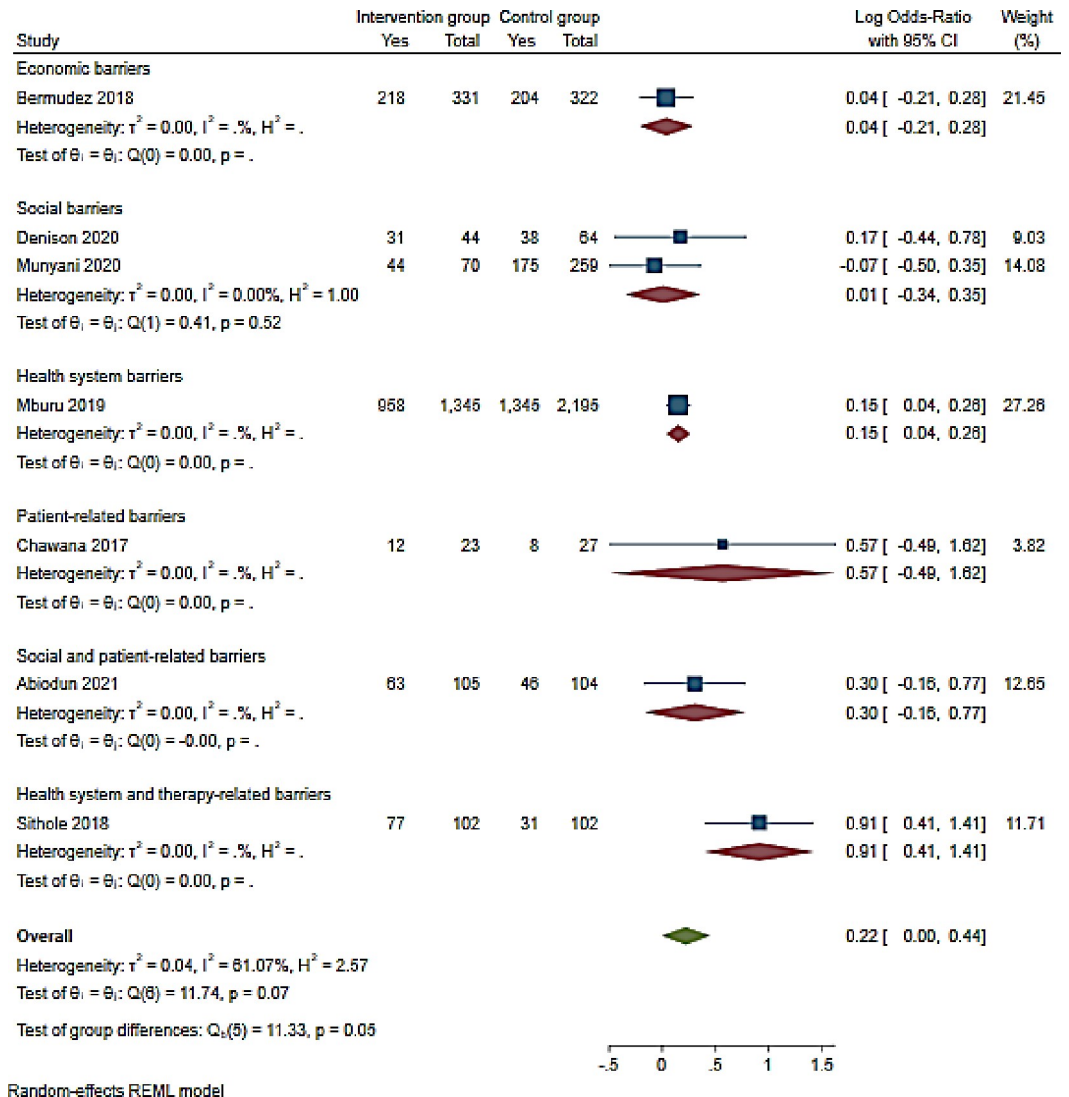 Intervention group Control group Log Odds-Ratio Weight
Study Yes Total Yes Total with 95% CI (%)
Economic barriers
Bermudez 2018 218 331 204 322 0.04 [ -0.21, 0.28] 21.45
Heterogeneity: τ² = 0.00, I² = .%, H² = . 0.04 [ -0.21, 0.28]
Test of θᵢ = θⱼ: Q(0) = 0.00, p = .
Social barriers
Denison 2020 31 44 38 64 0.17 [ -0.44, 0.78] 9.03
Munyani 2020 44 70 175 259 -0.07 [ -0.50, 0.35] 14.08
Heterogeneity: τ² = 0.00, I² = 0.00%, H² = 1.00 0.01 [ -0.34, 0.35]
Test of θᵢ = θⱼ: Q(1) = 0.41, p = 0.52
Health system barriers
Mburu 2019 958 1,345 1,345 2,195 0.15 [ 0.04, 0.26] 27.26
Heterogeneity: τ² = 0.00, I² = .%, H² = . 0.15 [ 0.04, 0.26]
Test of θᵢ = θⱼ: Q(0) = 0.00, p = .
Patient-related barriers
Chawana 2017 12 23 8 27 0.57 [ -0.49, 1.62] 3.82
Heterogeneity: τ² = 0.00, I² = .%, H² = . 0.57 [ -0.49, 1.62]
Test of θᵢ = θⱼ: Q(0) = 0.00, p = .
Social and patient-related barriers
Abiodun 2021 63 105 46 104 0.30 [ -0.16, 0.77] 12.65
Heterogeneity: τ² = 0.00, I² = .%, H² = . 0.30 [ -0.16, 0.77]
Test of θᵢ = θⱼ: Q(0) = -0.00, p = .
Health system and therapy-related barriers
Sithole 2018 77 102 31 102 0.91 [ 0.41, 1.41] 11.71
Heterogeneity: τ² = 0.00, I² = .%, H² = . 0.91 [ 0.41, 1.41]
Test of θᵢ = θⱼ: Q(0) = 0.00, p = .
Overall 0.22 [ 0.00, 0.44]
Heterogeneity: τ² = 0.04, I² = 61.07%, H² = 2.57
Test of θᵢ = θⱼ: Q(6) = 11.74, p = 0.07
Test of group differences: Q_b(5) = 11.33, p = 0.05
-.5 0 .5 1 1.5
Random-effects REML model